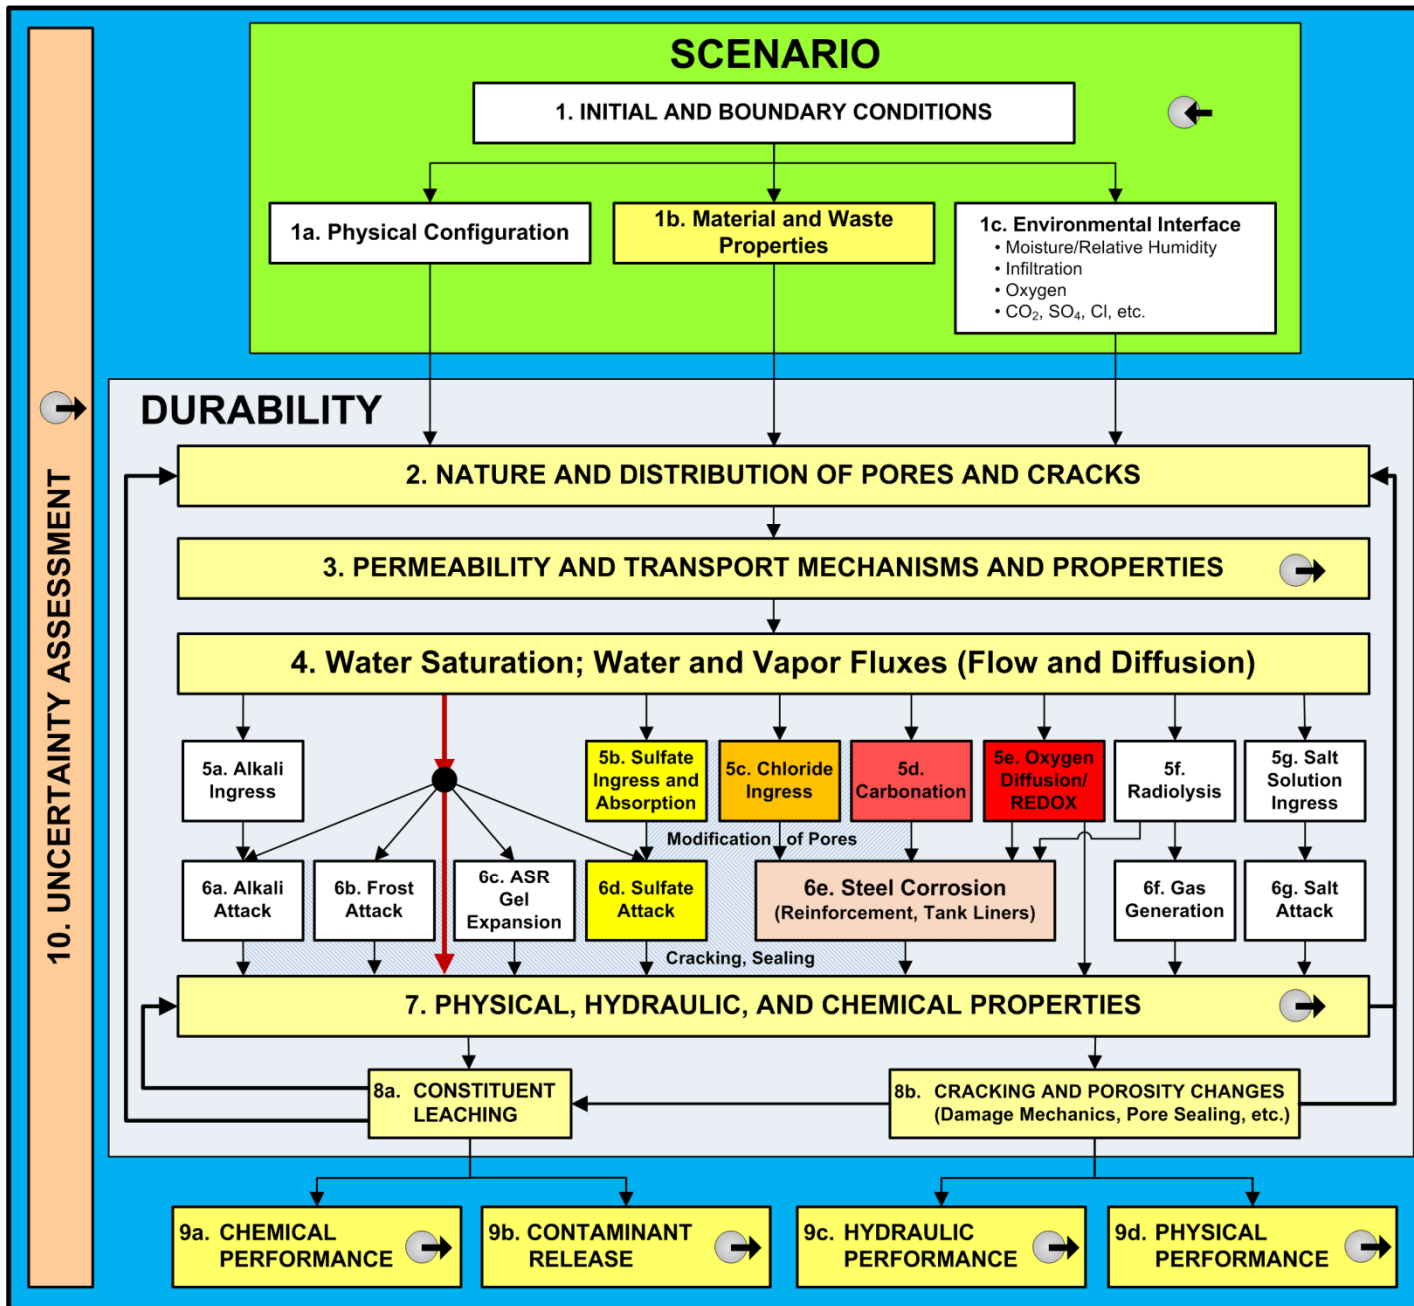 SCENARIO
1. INITIAL AND BOUNDARY CONDITIONS
1a. Physical Configuration
1b. Material and Waste
Properties
1c. Environmental Interface
• Moisture/Relative Humidity
• Infiltration
• Oxygen
• CO₂, SO₄, Cl, etc.
10. UNCERTAINTY ASSESSMENT
DURABILITY
2. NATURE AND DISTRIBUTION OF PORES AND CRACKS
3. PERMEABILITY AND TRANSPORT MECHANISMS AND PROPERTIES
4. Water Saturation; Water and Vapor Fluxes (Flow and Diffusion)
5a. Alkali
Ingress
5b. Sulfate
Ingress and
Absorption
5c. Chloride
Ingress
5d.
Carbonation
5e. Oxygen
Diffusion/
REDOX
5f.
Radiolysis
5g. Salt
Solution
Ingress
Modification of Pores
6a. Alkali
Attack
6b. Frost
Attack
6c. ASR
Gel
Expansion
6d. Sulfate
Attack
6e. Steel Corrosion
(Reinforcement, Tank Liners)
6f. Gas
Generation
6g. Salt
Attack
Cracking, Sealing
7. PHYSICAL, HYDRAULIC, AND CHEMICAL PROPERTIES
8a. CONSTITUENT
LEACHING
8b. CRACKING AND POROSITY CHANGES
(Damage Mechanics, Pore Sealing, etc.)
9a. CHEMICAL
PERFORMANCE
9b. CONTAMINANT
RELEASE
9c. HYDRAULIC
PERFORMANCE
9d. PHYSICAL
PERFORMANCE